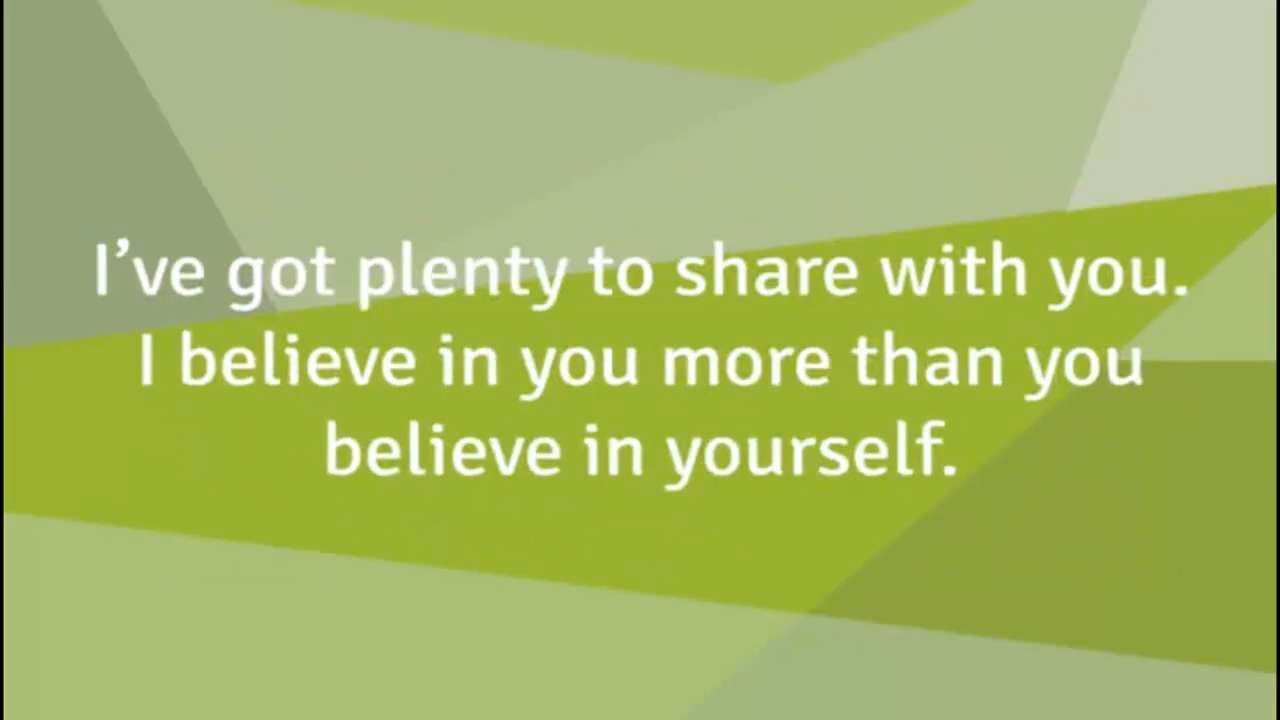 I’ve got plenty to share with you.
I believe in you more than you
believe in yourself.